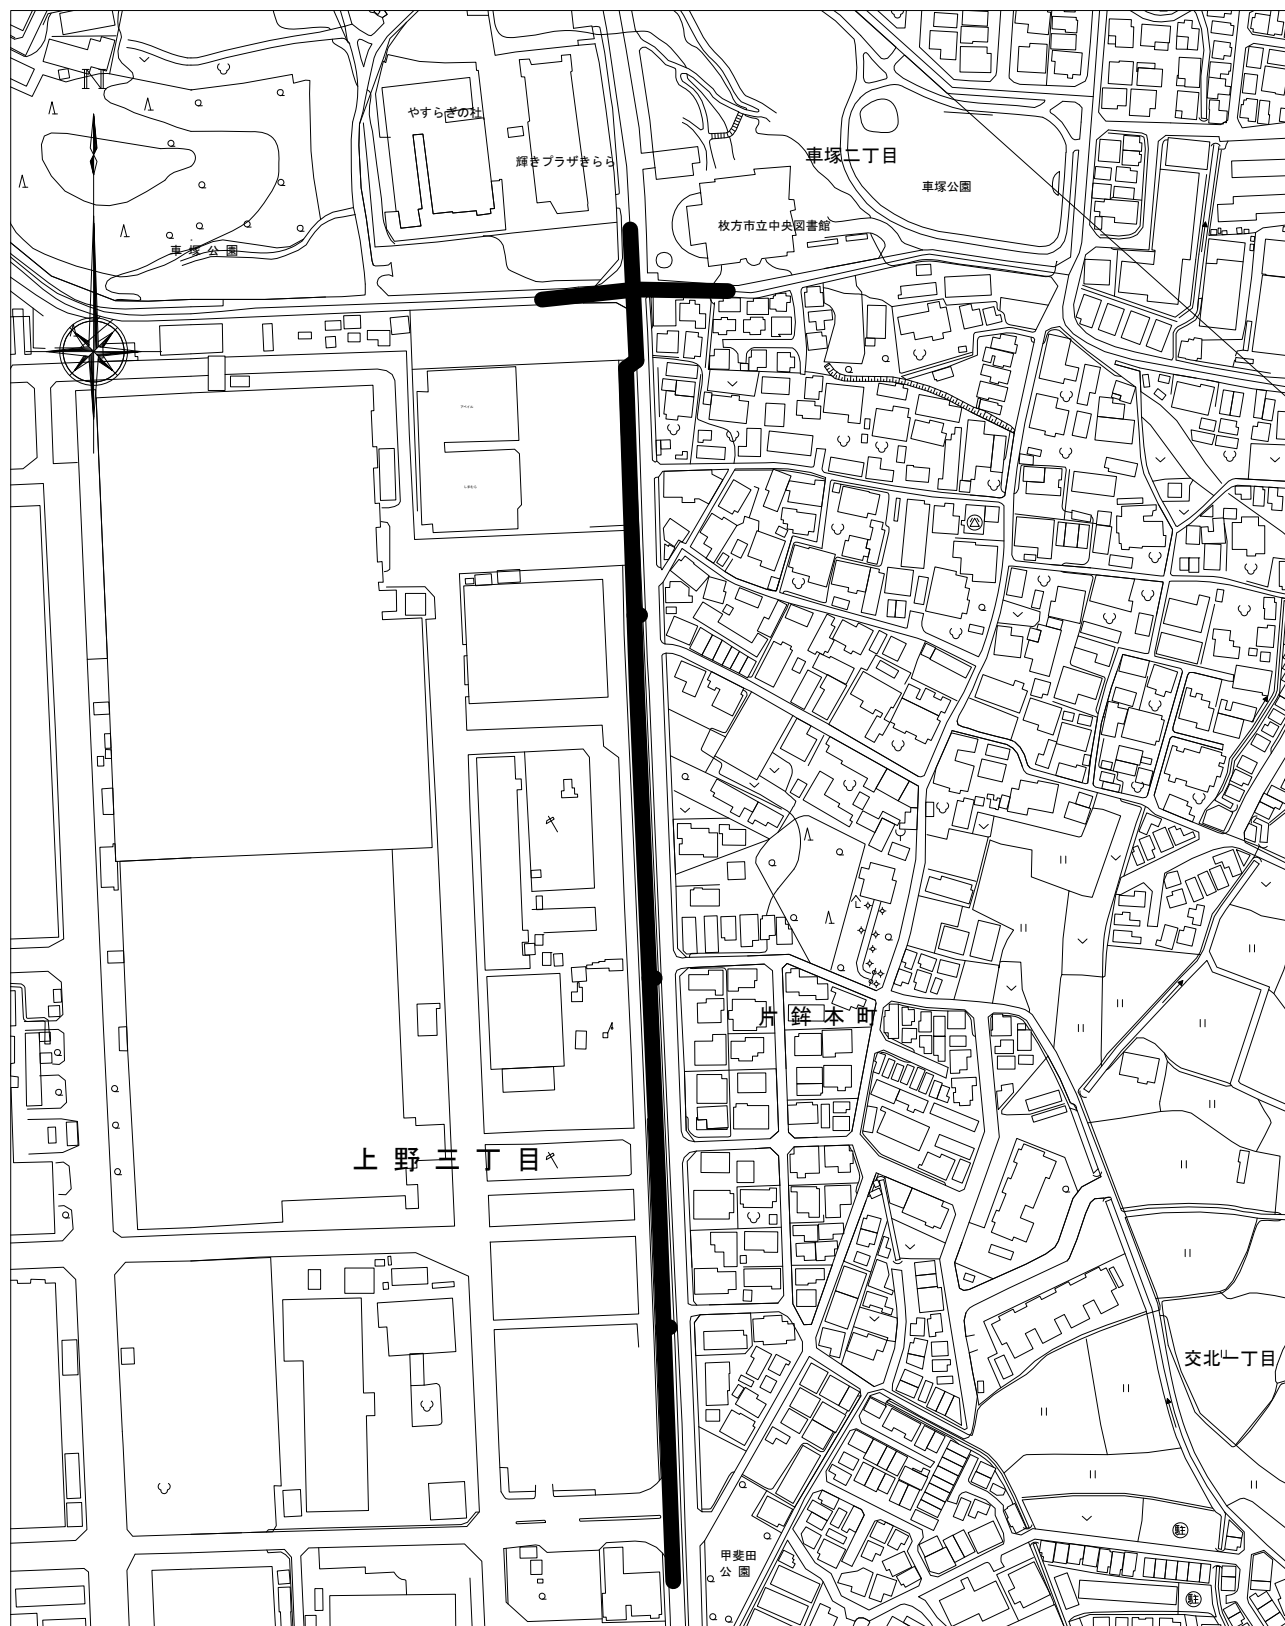 N
やすらぎの杜
輝きプラザきらら
車塚二丁目
車塚公園
枚方市立中央図書館
車塚公園
片鉾本町
上野三丁目
交北一丁目
駐
甲斐田
公園
駐